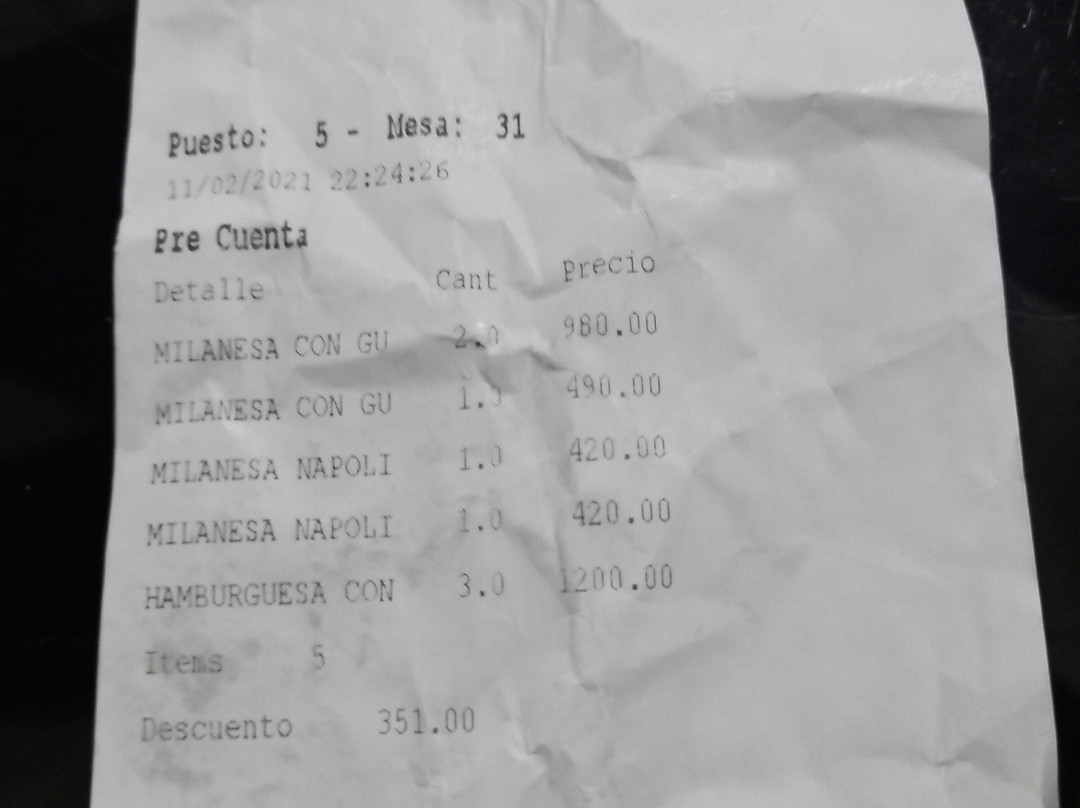 Puesto: 5 - Mesa: 31
11/02/2021 22:24:26
Pre Cuenta
Detalle Cant Precio
MILANESA CON GU 2.0 980.00
MILANESA CON GU 1.0 490.00
MILANESA NAPOLI 1.0 420.00
MILANESA NAPOLI 1.0 420.00
HAMBURGUESA CON 3.0 1200.00
Items 5
Descuento 351.00